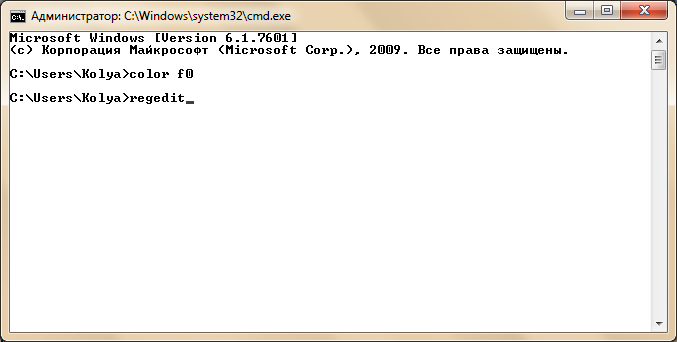 Администратор: C:\Windows\system32\cmd.exe
Microsoft Windows [Version 6.1.7601]
(c) Корпорация Майкрософт (Microsoft Corp.), 2009. Все права защищены.
C:\Users\Kolya>color f0
C:\Users\Kolya>regedit_